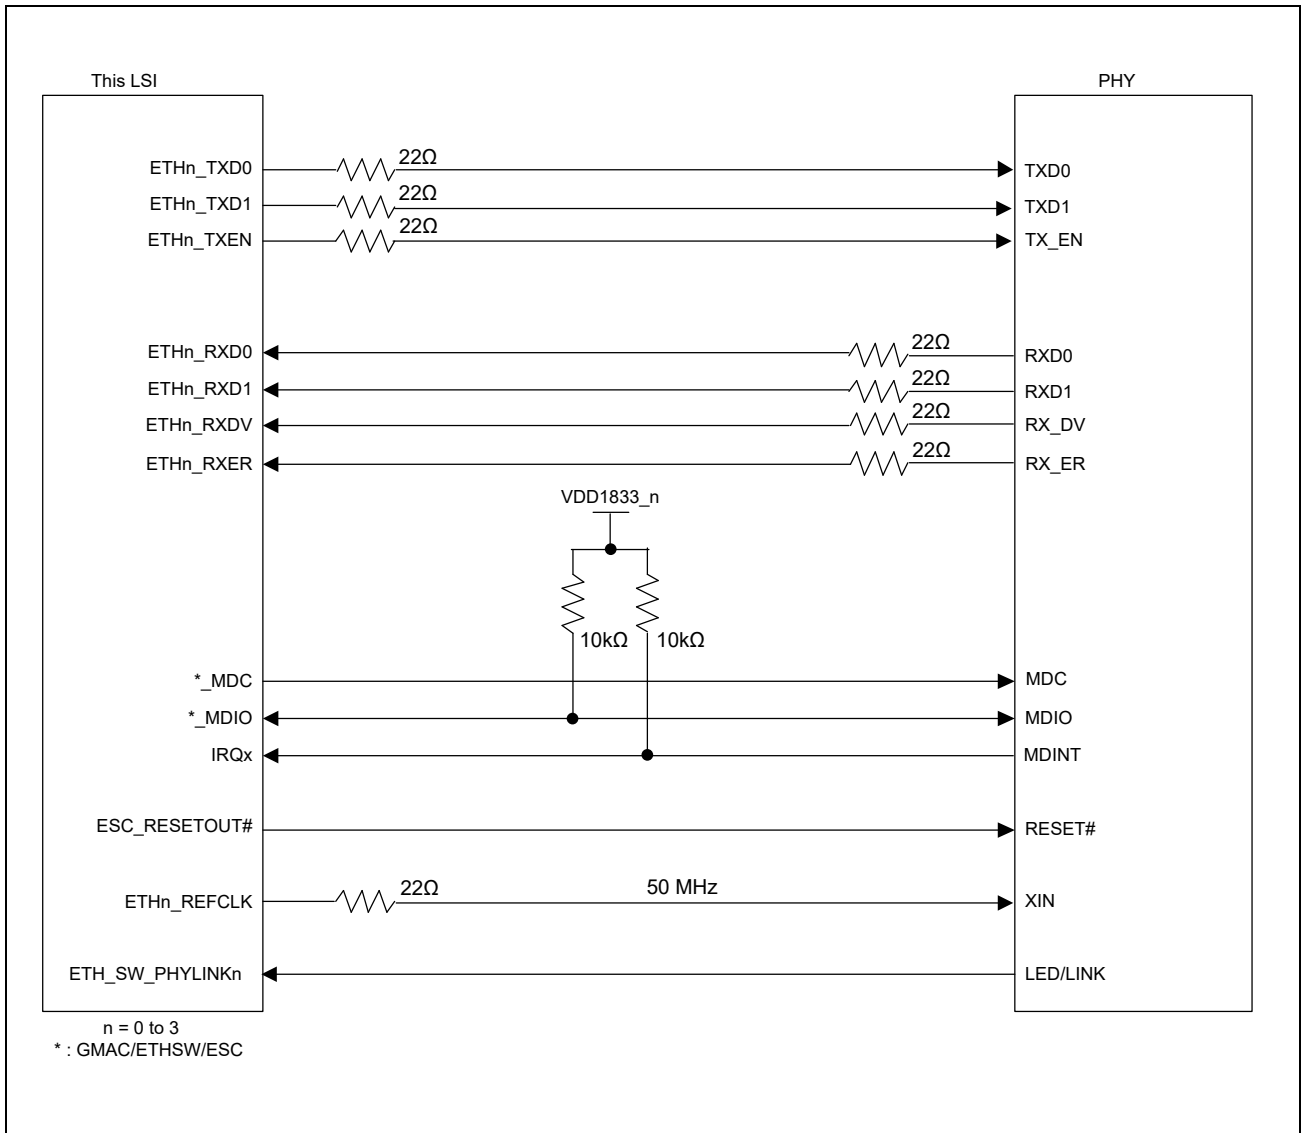 This LSI PHY
ETHn_TXD0 22Ω TXD0
ETHn_TXD1 22Ω TXD1
ETHn_TXEN 22Ω TX_EN
ETHn_RXD0 22Ω RXD0
ETHn_RXD1 22Ω RXD1
ETHn_RXDV 22Ω RX_DV
ETHn_RXER 22Ω RX_ER
VDD1833_n
10kΩ 10kΩ
*_MDC MDC
*_MDIO MDIO
IRQx MDINT
ESC_RESETOUT# RESET#
ETHn_REFCLK 22Ω 50 MHz XIN
ETH_SW_PHYLINKn LED/LINK
n = 0 to 3
* : GMAC/ETHSW/ESC